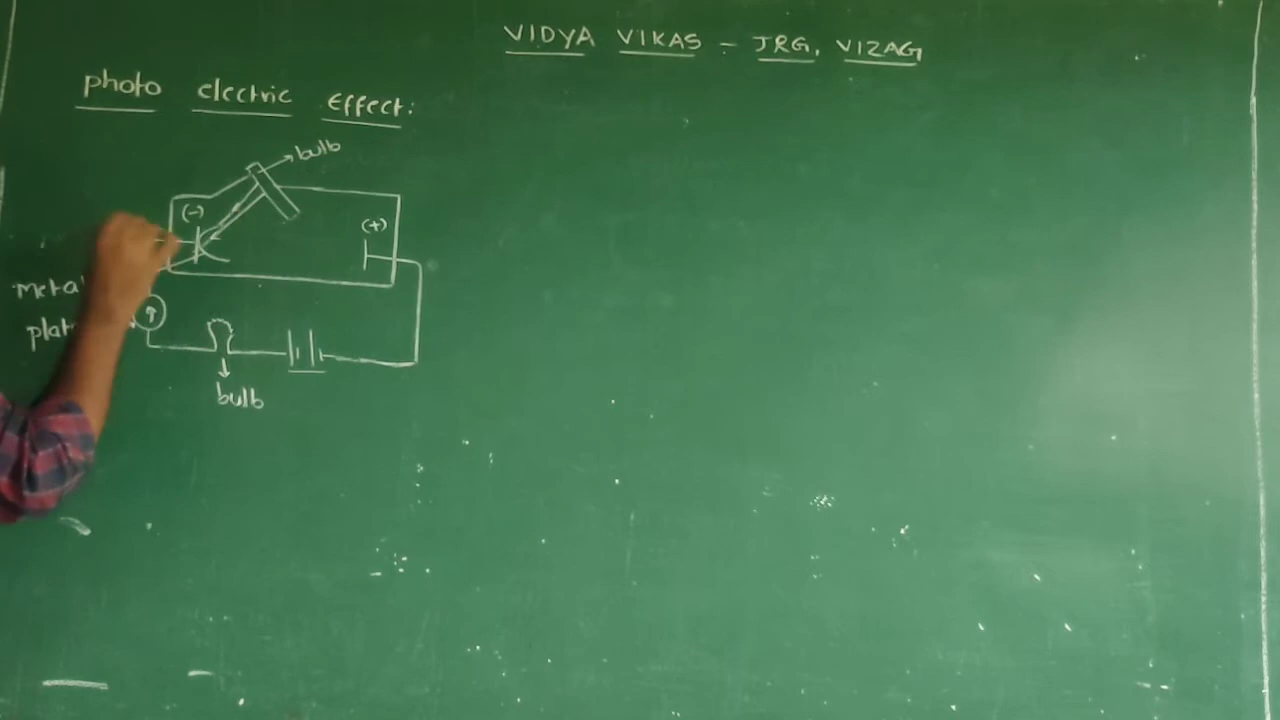 VIDYA VIKAS - JRG, VIZAG
photo electric Effect:
bulb
(-)
(+)
bulb